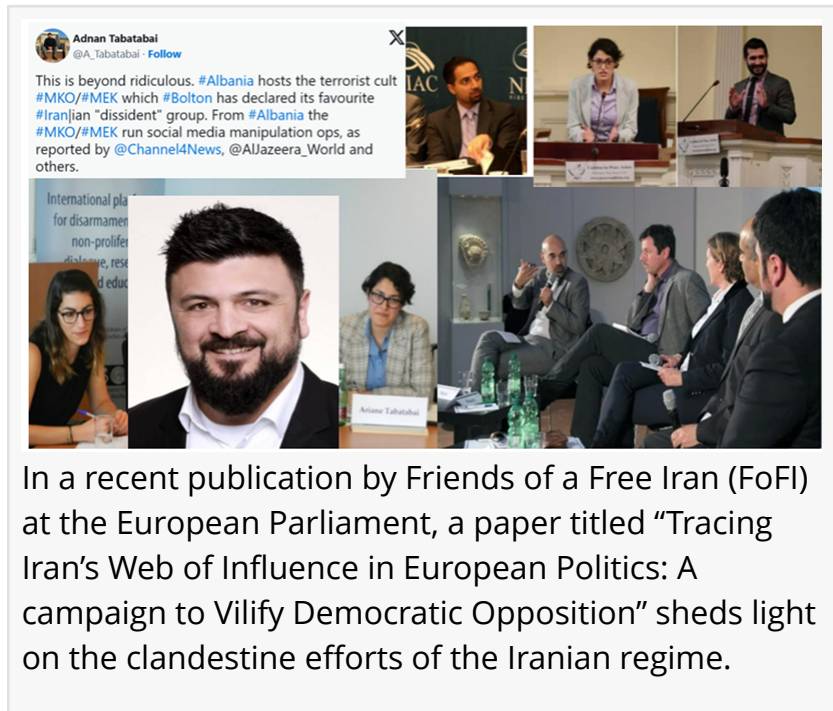 Adnan Tabatabai
@A_Tabatabai · Follow
X
This is beyond ridiculous. #Albania hosts the terrorist cult
#MKO/#MEK which #Bolton has declared its favourite
#Iran|ian "dissident" group. From #Albania the
#MKO/#MEK run social media manipulation ops, as
reported by @Channel4News, @AlJazeera_World and
others.
IAC
N
International pla
for disarmamen
non-prolifer
dialogue, rese
d educ
Ariane Tabatabai
In a recent publication by Friends of a Free Iran (FoFI)
at the European Parliament, a paper titled “Tracing
Iran’s Web of Influence in European Politics: A
campaign to Vilify Democratic Opposition” sheds light
on the clandestine efforts of the Iranian regime.